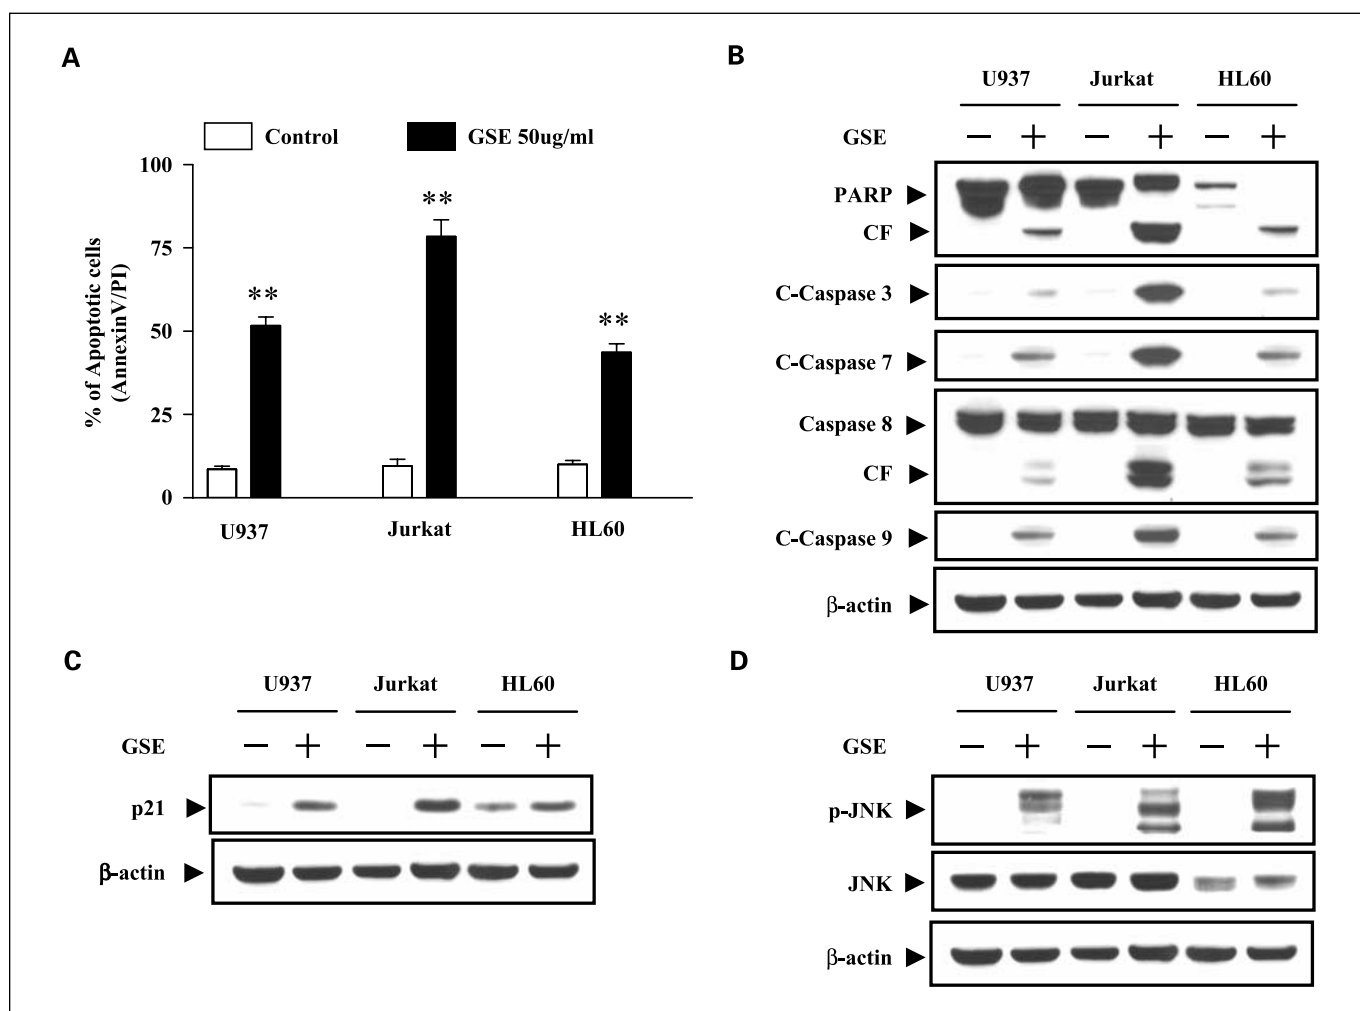 A
Control
GSE 50ug/ml
% of Apoptotic cells
(AnnexinV/PI)
100
75
50
25
0
**
**
**
U937
Jurkat
HL60
B
U937
Jurkat
HL60
GSE
− + − + − +
PARP
CF
C-Caspase 3
C-Caspase 7
Caspase 8
CF
C-Caspase 9
β-actin
C
U937
Jurkat
HL60
GSE
− + − + − +
p21
β-actin
D
U937
Jurkat
HL60
GSE
− + − + − +
p-JNK
JNK
β-actin